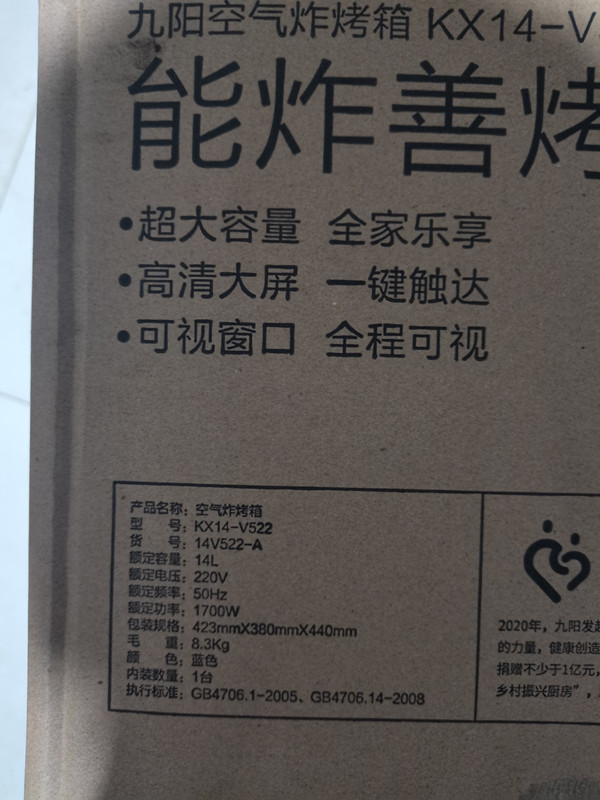 九阳空气炸烤箱 KX14-V
能炸善烤
•超大容量 全家乐享
•高清大屏 一键触达
•可视窗口 全程可视
产品名称：空气炸烤箱
型 号：KX14-V522
货 号：14V522-A
额定容量：14L
额定电压：220V
额定频率：50Hz
额定功率：1700W
包装规格：423mmX380mmX440mm
毛 重：8.3Kg
颜 色：蓝色
内装数量：1台
执行标准：GB4706.1-2005、GB4706.14-2008
2020年，九阳发起
的力量，健康创造
捐赠不少于1亿元，
乡村振兴厨房”，